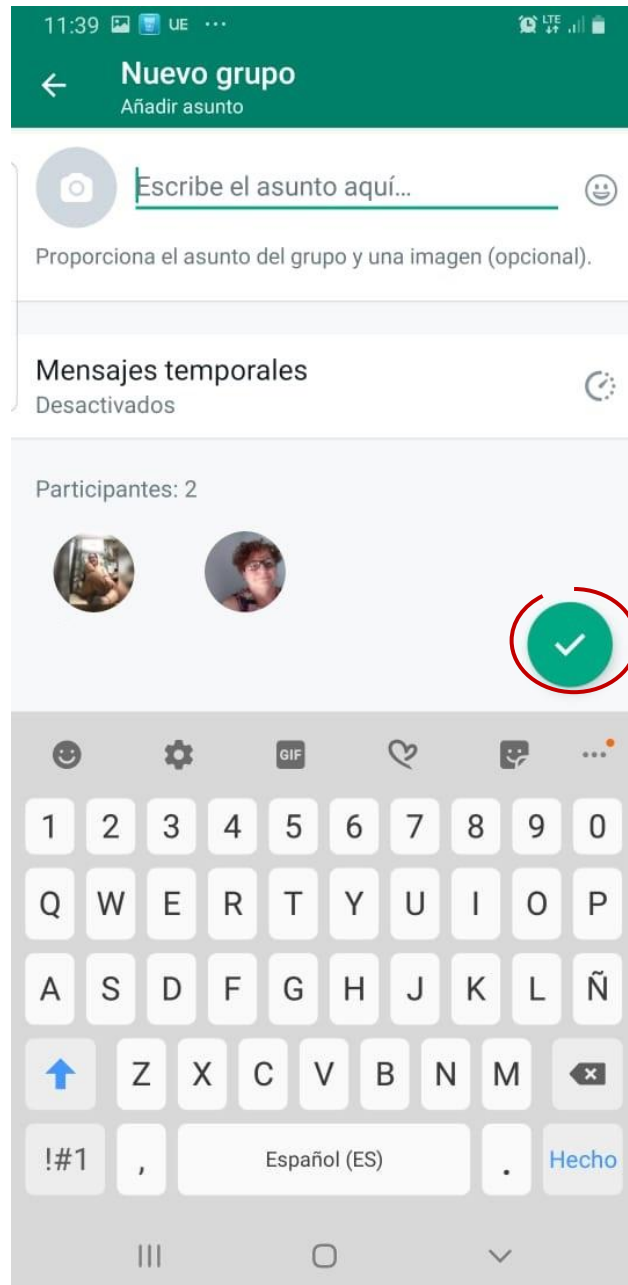 11:39 UE ... LTE
Nuevo grupo
Añadir asunto
Escribe el asunto aquí...
Proporciona el asunto del grupo y una imagen (opcional).
Mensajes temporales
Desactivados
Participantes: 2
GIF
1 2 3 4 5 6 7 8 9 0
Q W E R T Y U I O P
A S D F G H J K L Ñ
Z X C V B N M
!#1 , Español (ES) . Hecho